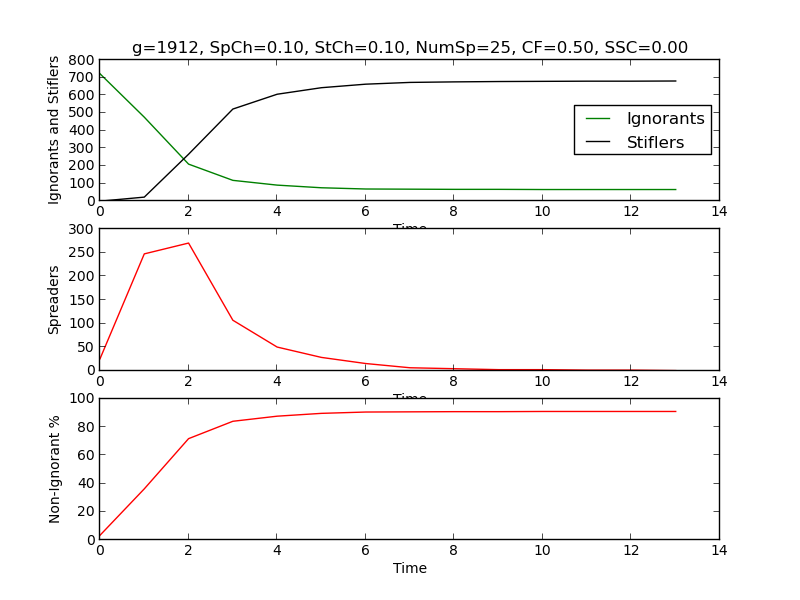 g=1912, SpCh=0.10, StCh=0.10, NumSp=25, CF=0.50, SSC=0.00
800
700
600
500
400
300
200
100
0
Ignorants and Stiflers
Ignorants
Stiflers
0 2 4 6 8 10 12 14
Time
300
250
200
150
100
50
0
Spreaders
0 2 4 6 8 10 12 14
Time
100
80
60
40
20
0
Non-Ignorant %
0 2 4 6 8 10 12 14
Time